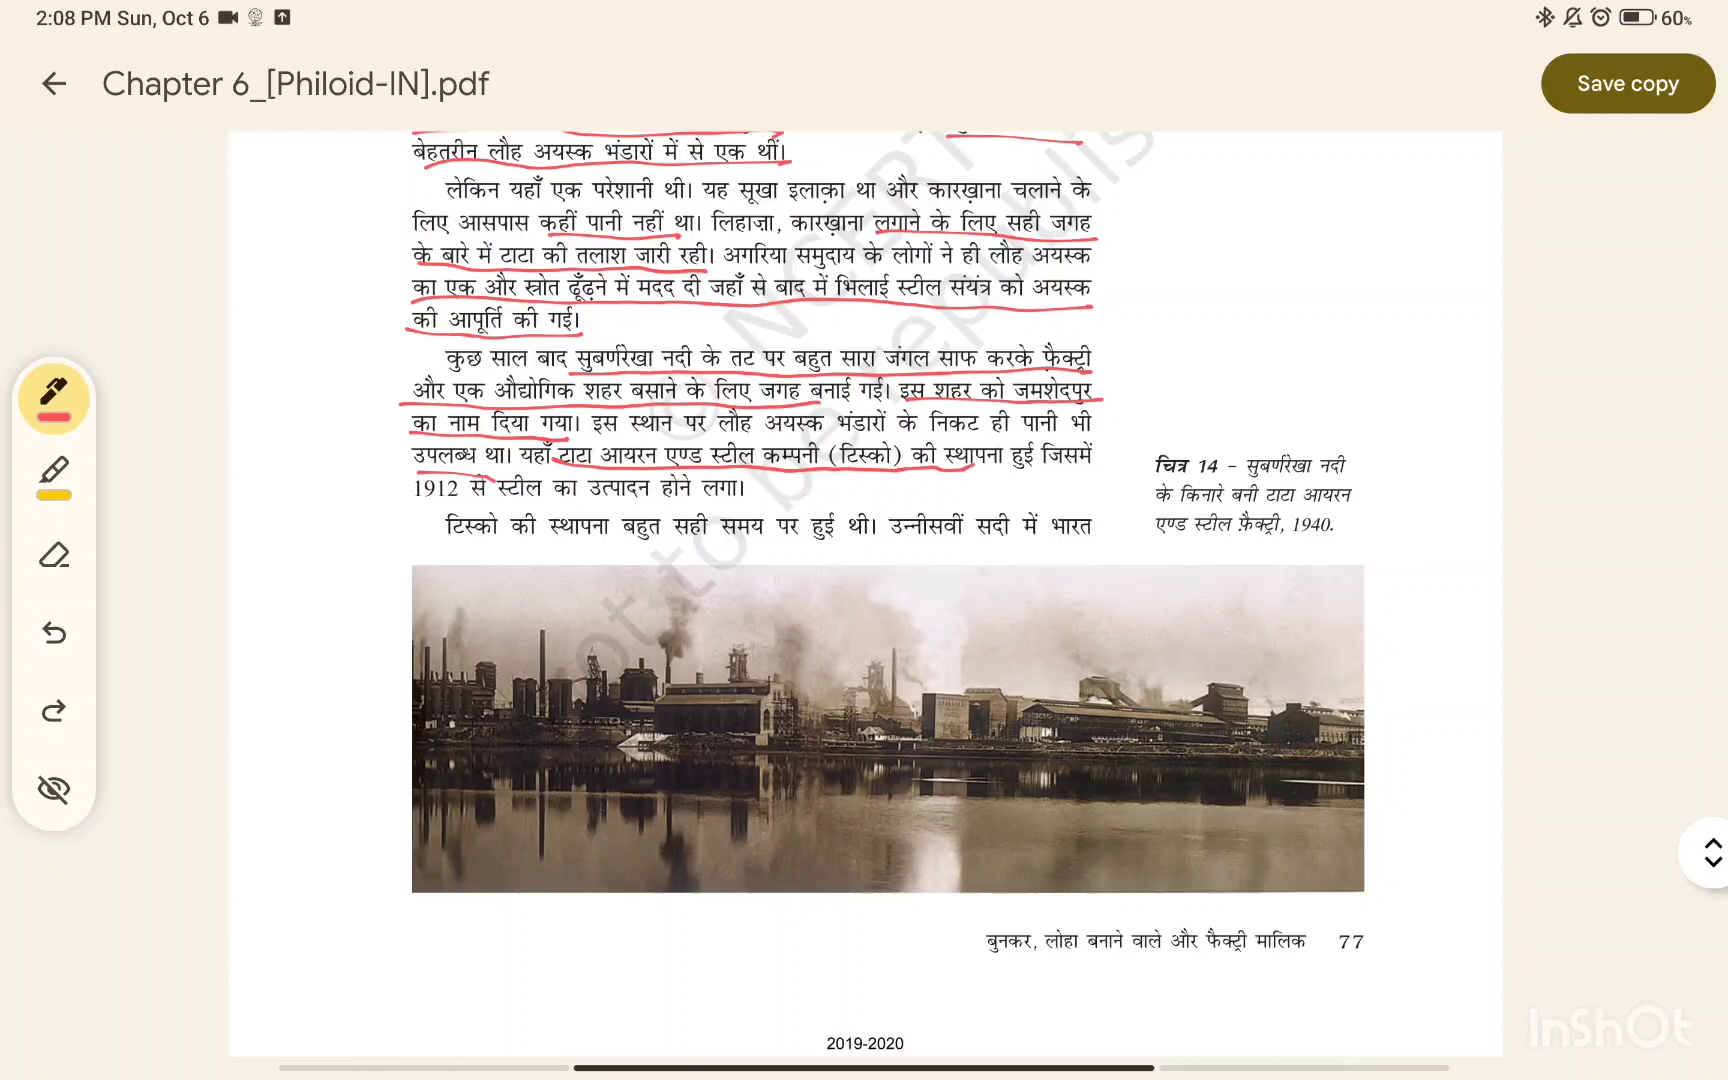 2:08 PM Sun, Oct 6
60%
Chapter 6_[Philoid-IN].pdf
Save copy
बेहतरीन लौह अयस्क भंडारों में से एक थीं।
लेकिन यहाँ एक परेशानी थी। यह सूखा इलाक़ा था और कारख़ाना चलाने के
लिए आसपास कहीं पानी नहीं था। लिहाज़ा, कारख़ाना लगाने के लिए सही जगह
के बारे में टाटा की तलाश जारी रही। अगरिया समुदाय के लोगों ने ही लौह अयस्क
का एक और स्रोत ढूँढ़ने में मदद दी जहाँ से बाद में भिलाई स्टील संयंत्र को अयस्क
की आपूर्ति की गई।
कुछ साल बाद सुबर्णरेखा नदी के तट पर बहुत सारा जंगल साफ करके फ़ैक्ट्री
और एक औद्योगिक शहर बसाने के लिए जगह बनाई गई। इस शहर को जमशेदपुर
का नाम दिया गया। इस स्थान पर लौह अयस्क भंडारों के निकट ही पानी भी
उपलब्ध था। यहाँ टाटा आयरन एण्ड स्टील कम्पनी (टिस्को) की स्थापना हुई जिसमें
1912 से स्टील का उत्पादन होने लगा।
टिस्को की स्थापना बहुत सही समय पर हुई थी। उन्नीसवीं सदी में भारत
चित्र 14 – सुबर्णरेखा नदी
के किनारे बनी टाटा आयरन
एण्ड स्टील फ़ैक्ट्री, 1940.
© NCERT
not to be republis
बुनकर, लोहा बनाने वाले और फैक्ट्री मालिक 77
2019-2020
InShOt